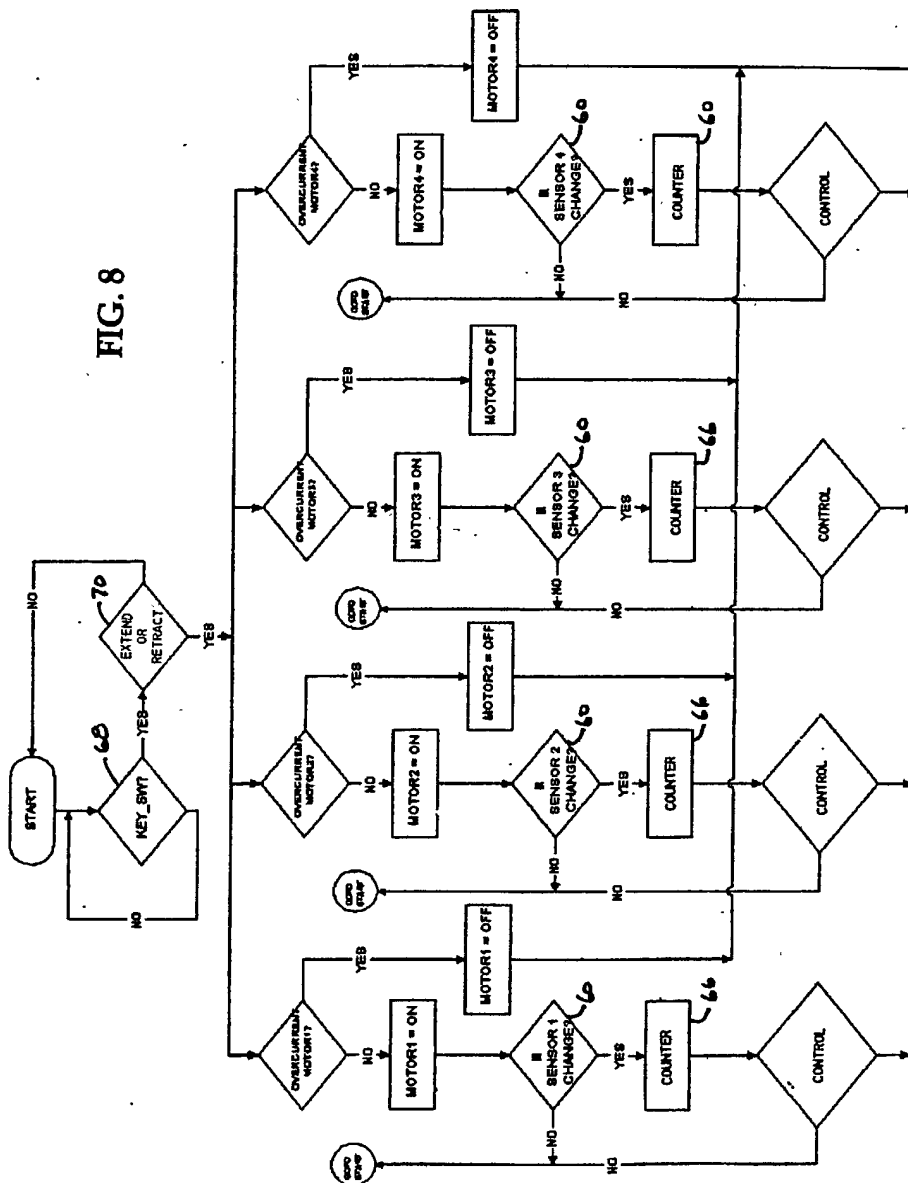 FIG. 8
START
68
KEY_SW?
NO
YES
70
EXTEND
OR
RETRACT
NO
YES
OVERCURRENT
MOTOR1?
YES
NO
MOTOR1 = ON
MOTOR1 = OFF
SENSOR 1
CHANGE?
60
NO
YES
COUNTER
66
CONTROL
NO
OVERCURRENT
MOTOR2?
YES
NO
MOTOR2 = ON
MOTOR2 = OFF
SENSOR 2
CHANGE?
60
NO
YES
COUNTER
66
CONTROL
NO
OVERCURRENT
MOTOR3?
YES
NO
MOTOR3 = ON
MOTOR3 = OFF
SENSOR 3
CHANGE?
60
NO
YES
COUNTER
66
CONTROL
NO
OVERCURRENT
MOTOR4?
YES
NO
MOTOR4 = ON
MOTOR4 = OFF
SENSOR 4
CHANGE?
60
NO
YES
COUNTER
60
CONTROL
NO